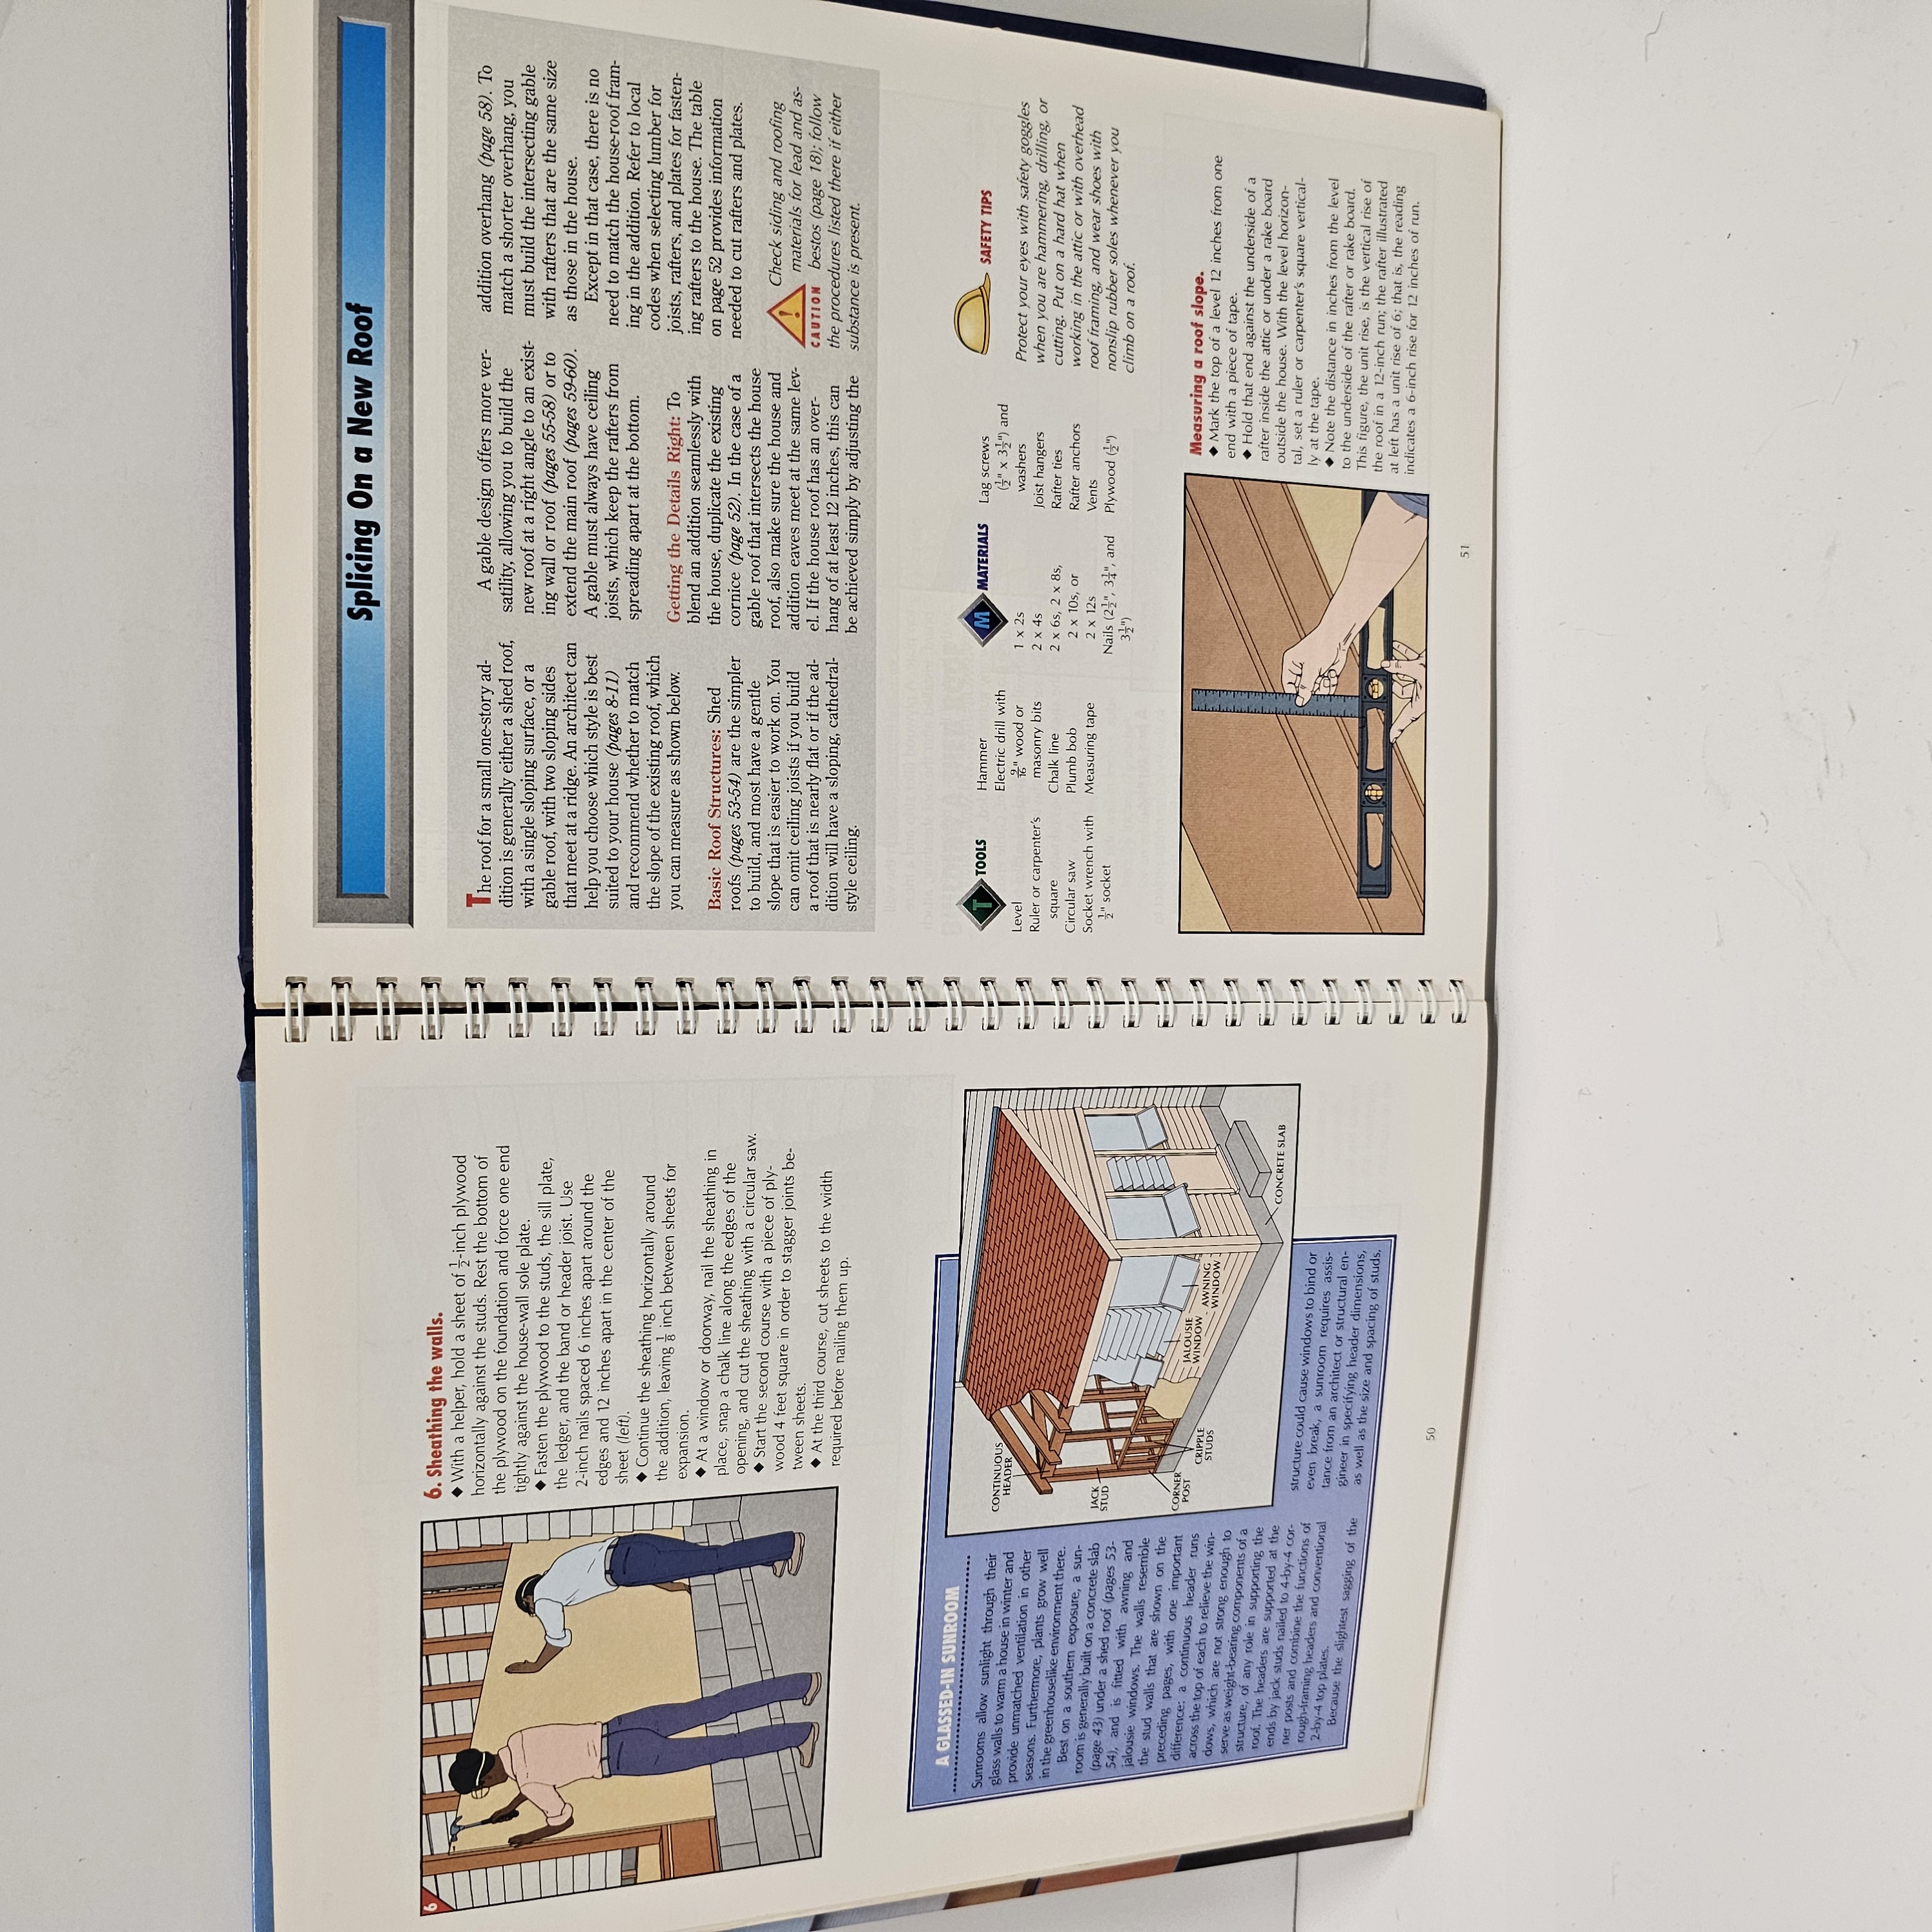 6
6. Sheathing the walls.
◆ With a helper, hold a sheet of 1/2-inch plywood
horizontally against the studs. Rest the bottom of
the plywood on the foundation and force one end
tightly against the house-wall sole plate.
◆ Fasten the plywood to the studs, the sill plate,
the ledger, and the band or header joist. Use
2-inch nails spaced 6 inches apart around the
edges and 12 inches apart in the center of the
sheet (left).
◆ Continue the sheathing horizontally around
the addition, leaving 1/8 inch between sheets for
expansion.
◆ At a window or doorway, nail the sheathing in
place, snap a chalk line along the edges of the
opening, and cut the sheathing with a circular saw.
◆ Start the second course with a piece of ply-
wood 4 feet square in order to stagger joints be-
tween sheets.
◆ At the third course, cut sheets to the width
required before nailing them up.
A GLASSED-IN SUNROOM
Sunrooms allow sunlight through their
glass walls to warm a house in winter and
provide unmatched ventilation in other
seasons. Furthermore, plants grow well
in the greenhouselike environment there.
Best on a southern exposure, a sun-
room is generally built on a concrete slab
(page 43) under a shed roof (pages 53-
54), and is fitted with awning and
jalousie windows. The walls resemble
the stud walls that are shown on the
preceding pages, with one important
difference: a continuous header runs
across the top of each to relieve the win-
dows, which are not strong enough to
serve as weight-bearing components of a
structure, of any role in supporting the
roof. The headers are supported at the
ends by jack studs nailed to 4-by-4 cor-
ner posts and combine the functions of
rough-framing headers and conventional
2-by-4 top plates.
Because the slightest sagging of the
structure could cause windows to bind or
even break, a sunroom requires assis-
tance from an architect or structural en-
gineer in specifying header dimensions,
as well as the size and spacing of studs.
CONTINUOUS
HEADER
JACK
STUD
CORNER
POST
CRIPPLE
STUDS
JALOUSIE
WINDOW
AWNING
WINDOW
CONCRETE SLAB
50
Splicing On a New Roof
The roof for a small one-story ad-
dition is generally either a shed roof,
with a single sloping surface, or a
gable roof, with two sloping sides
that meet at a ridge. An architect can
help you choose which style is best
suited to your house (pages 8-11)
and recommend whether to match
the slope of the existing roof, which
you can measure as shown below.
Basic Roof Structures: Shed
roofs (pages 53-54) are the simpler
to build, and most have a gentle
slope that is easier to work on. You
can omit ceiling joists if you build
a roof that is nearly flat or if the ad-
dition will have a sloping, cathedral-
style ceiling.
A gable design offers more ver-
satility, allowing you to build the
new roof at a right angle to an exist-
ing wall or roof (pages 55-58) or to
extend the main roof (pages 59-60).
A gable must always have ceiling
joists, which keep the rafters from
spreading apart at the bottom.
Getting the Details Right: To
blend an addition seamlessly with
the house, duplicate the existing
cornice (page 52). In the case of a
gable roof that intersects the house
roof, also make sure the house and
addition eaves meet at the same lev-
el. If the house roof has an over-
hang of at least 12 inches, this can
be achieved simply by adjusting the
addition overhang (page 58). To
match a shorter overhang, you
must build the intersecting gable
with rafters that are the same size
as those in the house.
Except in that case, there is no
need to match the house-roof fram-
ing in the addition. Refer to local
codes when selecting lumber for
joists, rafters, and plates for fasten-
ing rafters to the house. The table
on page 52 provides information
needed to cut rafters and plates.
!
CAUTION
Check siding and roofing
materials for lead and as-
bestos (page 18); follow
the procedures listed there if either
substance is present.
T TOOLS
Level
Ruler or carpenter's
square
Circular saw
Socket wrench with
1/2" socket
Hammer
Electric drill with
9/16" wood or
masonry bits
Chalk line
Plumb bob
Measuring tape
M MATERIALS
1 x 2s
2 x 4s
2 x 6s, 2 x 8s,
2 x 10s, or
2 x 12s
Nails (2 1/2", 3 1/4", and
3 1/2")
Lag screws
(1/2" x 3 1/2") and
washers
Joist hangers
Rafter ties
Rafter anchors
Vents
Plywood (1/2")
SAFETY TIPS
Protect your eyes with safety goggles
when you are hammering, drilling, or
cutting. Put on a hard hat when
working in the attic or with overhead
roof framing, and wear shoes with
nonslip rubber soles whenever you
climb on a roof.
Measuring a roof slope.
◆ Mark the top of a level 12 inches from one
end with a piece of tape.
◆ Hold that end against the underside of a
rafter inside the attic or under a rake board
outside the house. With the level horizon-
tal, set a ruler or carpenter's square vertical-
ly at the tape.
◆ Note the distance in inches from the level
to the underside of the rafter or rake board.
This figure, the unit rise, is the vertical rise of
the roof in a 12-inch run; the rafter illustrated
at left has a unit rise of 6; that is, the reading
indicates a 6-inch rise for 12 inches of run.
51